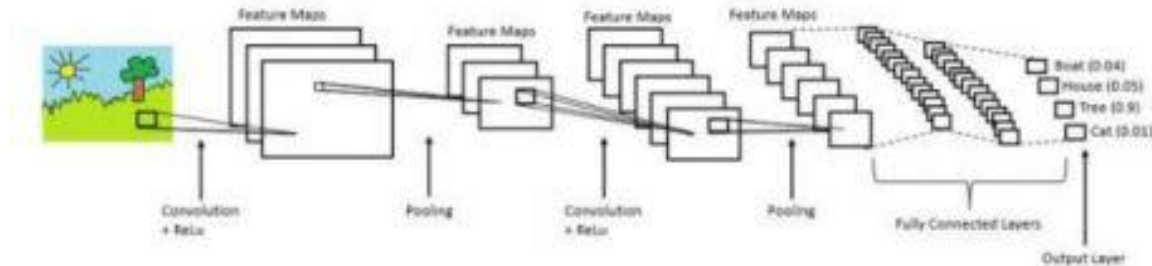 Feature Maps
Feature Maps
Feature Maps
Feature Maps
Boat (0.04)
House (0.05)
Tree (0.9)
Cat (0.01)
Convolution
+ ReLu
Pooling
Convolution
+ ReLu
Pooling
Fully Connected Layers
Output Layer